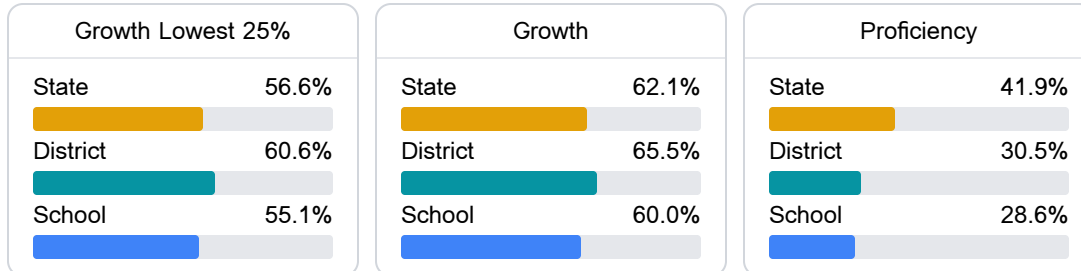 Growth Lowest 25%
State 56.6%
District 60.6%
School 55.1%
Growth
State 62.1%
District 65.5%
School 60.0%
Proficiency
State 41.9%
District 30.5%
School 28.6%